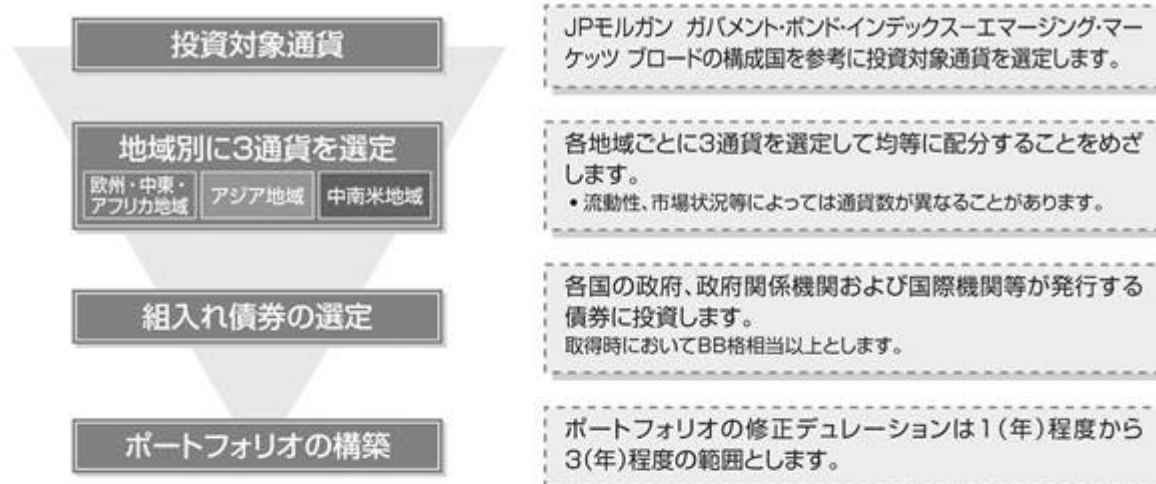 投資対象通貨
JPモルガン ガバメント・ボンド・インデックス－エマージング・マー
ケッツ ブロードの構成国を参考に投資対象通貨を選定します。
地域別に3通貨を選定
欧州・中東・
アフリカ地域
アジア地域
中南米地域
各地域ごとに3通貨を選定して均等に配分することをめざ
します。
• 流動性、市場状況等によっては通貨数が異なることがあります。
組入れ債券の選定
各国の政府、政府関係機関および国際機関等が発行する
債券に投資します。
取得時においてBB格相当以上とします。
ポートフォリオの構築
ポートフォリオの修正デュレーションは1(年)程度から
3(年)程度の範囲とします。